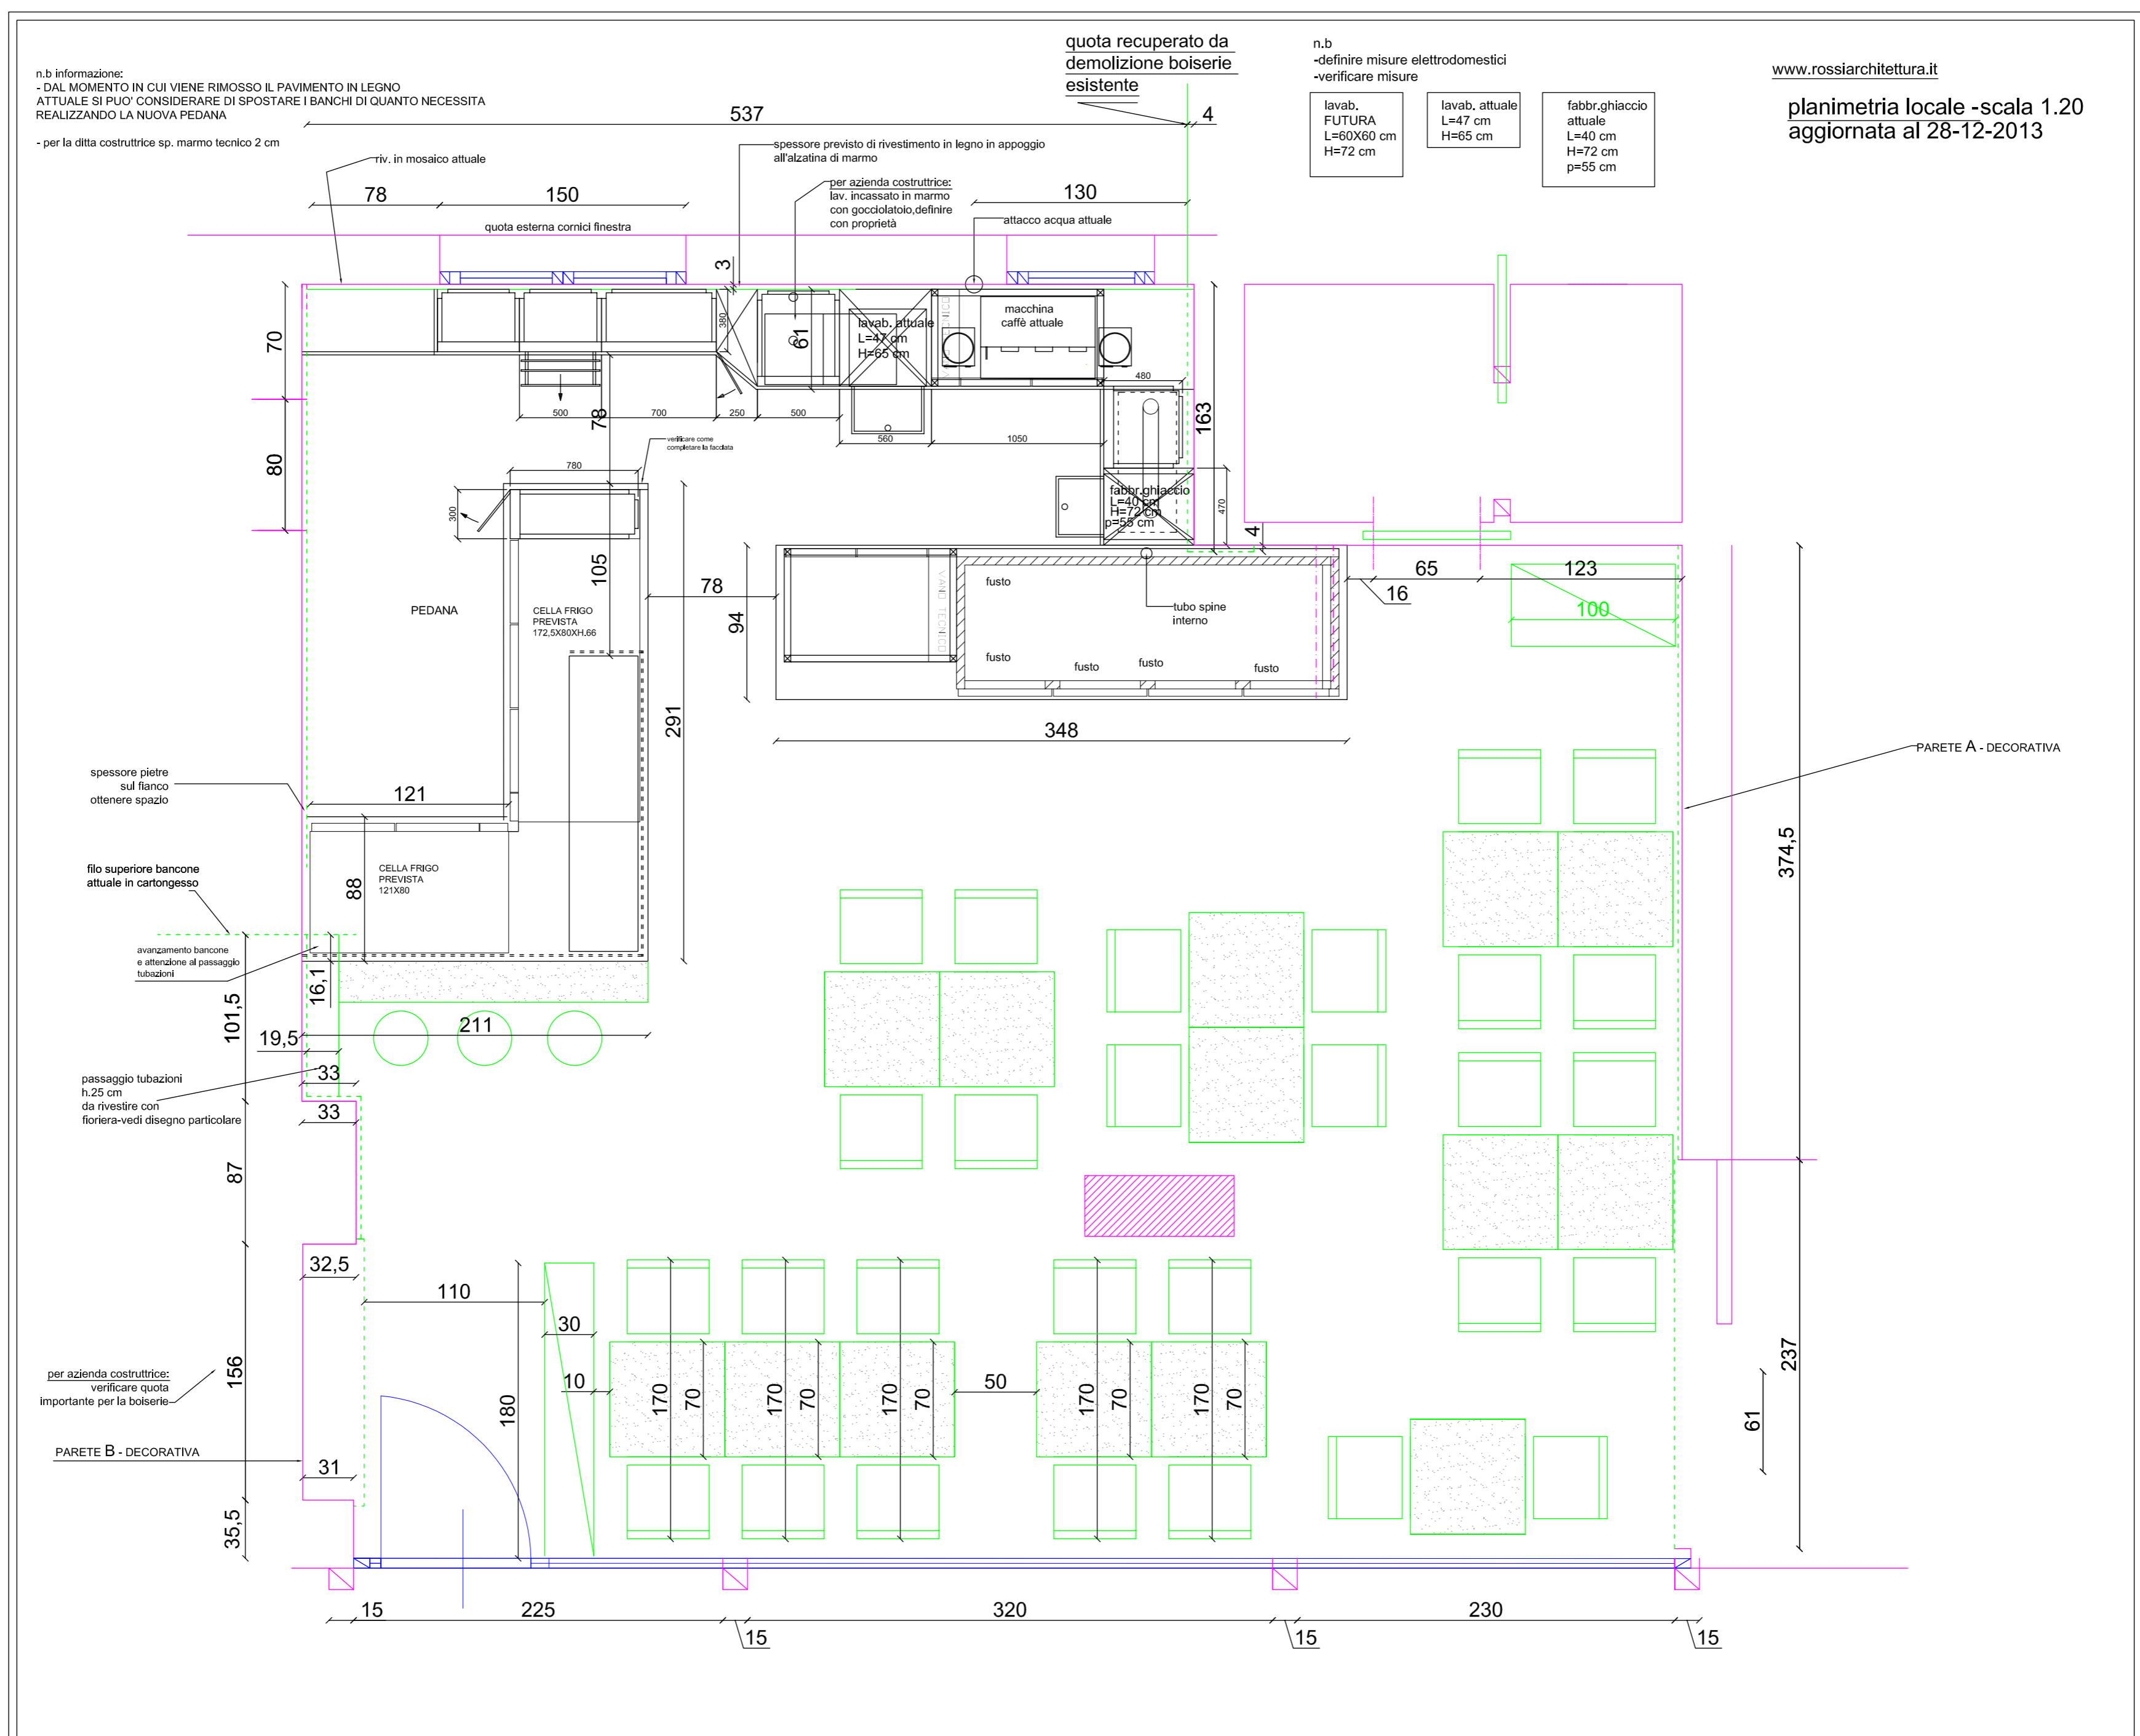 n.b informazione:
- DAL MOMENTO IN CUI VIENE RIMOSSO IL PAVIMENTO IN LEGNO
ATTUALE SI PUO' CONSIDERARE DI SPOSTARE I BANCHI DI QUANTO NECESSITA
REALIZZANDO LA NUOVA PEDANA
- per la ditta costruttrice sp. marmo tecnico 2 cm
quota recuperato da
demolizione boiserie
esistente
n.b
-definire misure elettrodomestici
-verificare misure
lavab.
FUTURA
L=60X60 cm
H=72 cm
lavab. attuale
L=47 cm
H=65 cm
fabbr.ghiaccio
attuale
L=40 cm
H=72 cm
p=55 cm
www.rossiarchitettura.it
planimetria locale -scala 1.20
aggiornata al 28-12-2013
537
4
riv. in mosaico attuale
spessore previsto di rivestimento in legno in appoggio
all'alzatina di marmo
per azienda costruttrice:
lav. incassato in marmo
con gocciolatoio,definire
con proprietà
78
150
130
attacco acqua attuale
quota esterna cornici finestra
3
380
61
lavab. attuale
L=47 cm
H=65 cm
VANO TECNICO
macchina
caffè attuale
70
80
480
163
500
700
250
500
78
560
1050
verificare come
completare la facciata
780
300
fabbr.ghiaccio
L=40 cm
H=72 cm
p=55 cm
470
4
105
PEDANA
CELLA FRIGO
PREVISTA
172,5X80XH.66
78
94
VANO TECNICO
fusto
fusto
fusto
fusto
fusto
tubo spine
interno
16
65
123
100
291
348
PARETE A - DECORATIVA
374,5
spessore pietre
sul fianco
ottenere spazio
121
filo superiore bancone
attuale in cartongesso
CELLA FRIGO
PREVISTA
121X80
88
avanzamento bancone
e attenzione al passaggio
tubazioni
16,1
101,5
211
19,5
33
passaggio tubazioni
h.25 cm
da rivestire con
fioriera-vedi disegno particolare
33
87
32,5
110
30
10
180
170
70
170
70
170
70
50
170
70
170
70
237
61
156
per azienda costruttrice:
verificare quota
importante per la boiserie
PARETE B - DECORATIVA
31
35,5
15
225
15
320
15
230
15